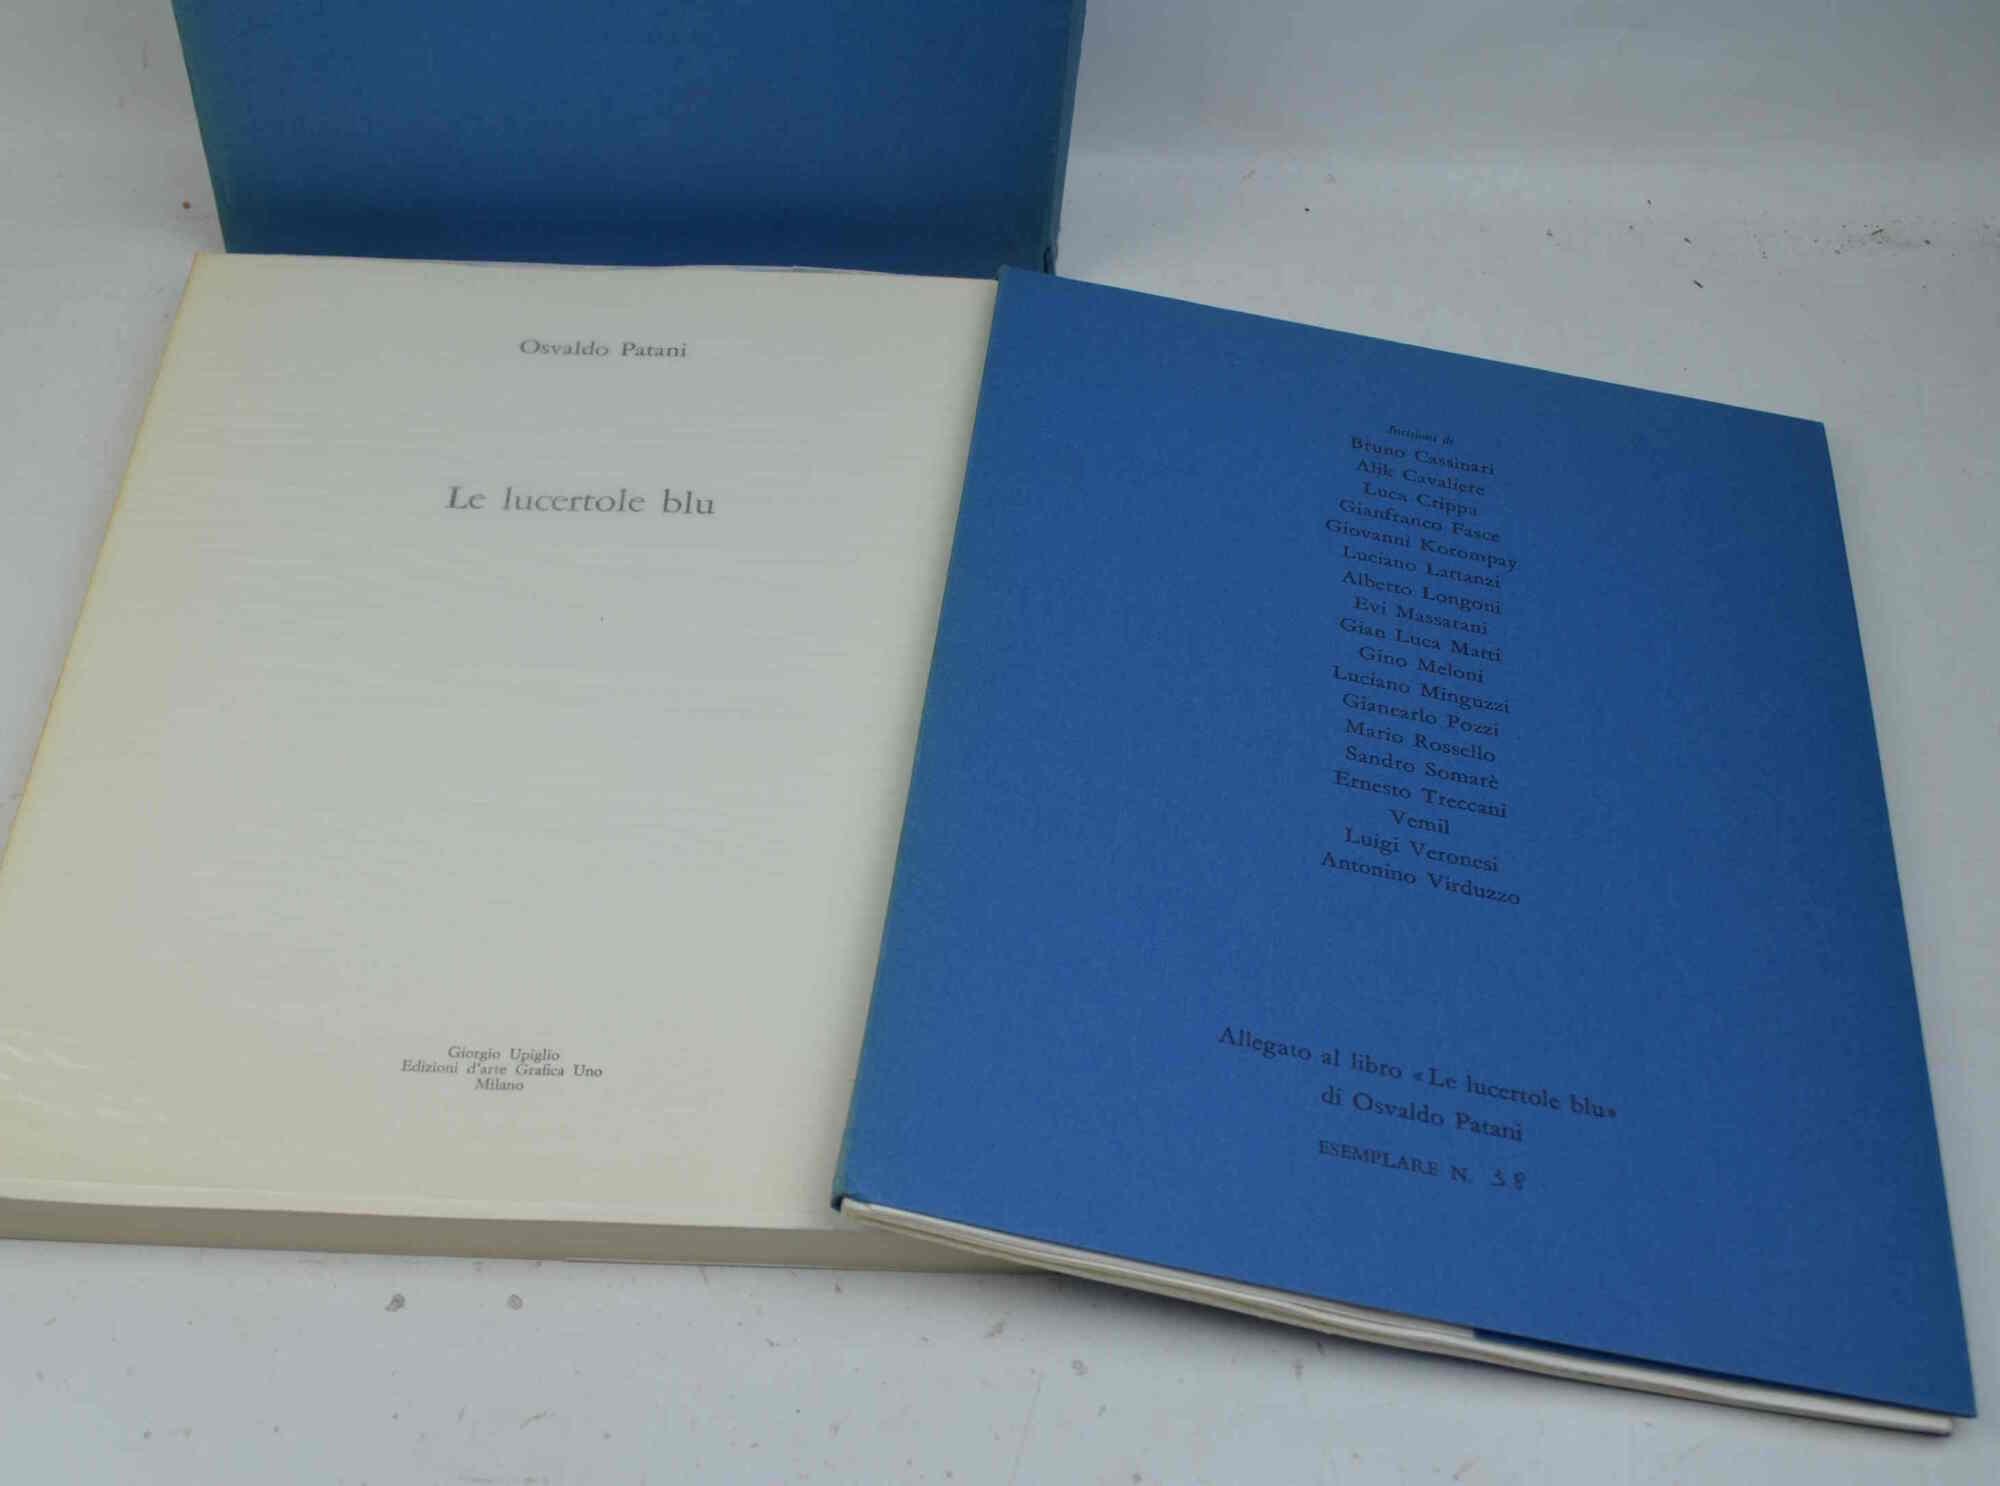 Osvaldo Patani
Le lucertole blu
Giorgio Upiglio
Edizioni d'arte Grafica Uno
Milano
Incisioni di
Bruno Cassinari
Alik Cavaliere
Luca Crippa
Gianfranco Fasce
Giovanni Korompay
Luciano Lattanzi
Alberto Longoni
Evi Massarani
Gian Luca Matti
Gino Meloni
Luciano Minguzzi
Giancarlo Pozzi
Mario Rossello
Sandro Somarè
Ernesto Treccani
Vemil
Luigi Veronesi
Antonino Virduzzo
Allegato al libro «Le lucertole blu»
di Osvaldo Patani
ESEMPLARE N. 38